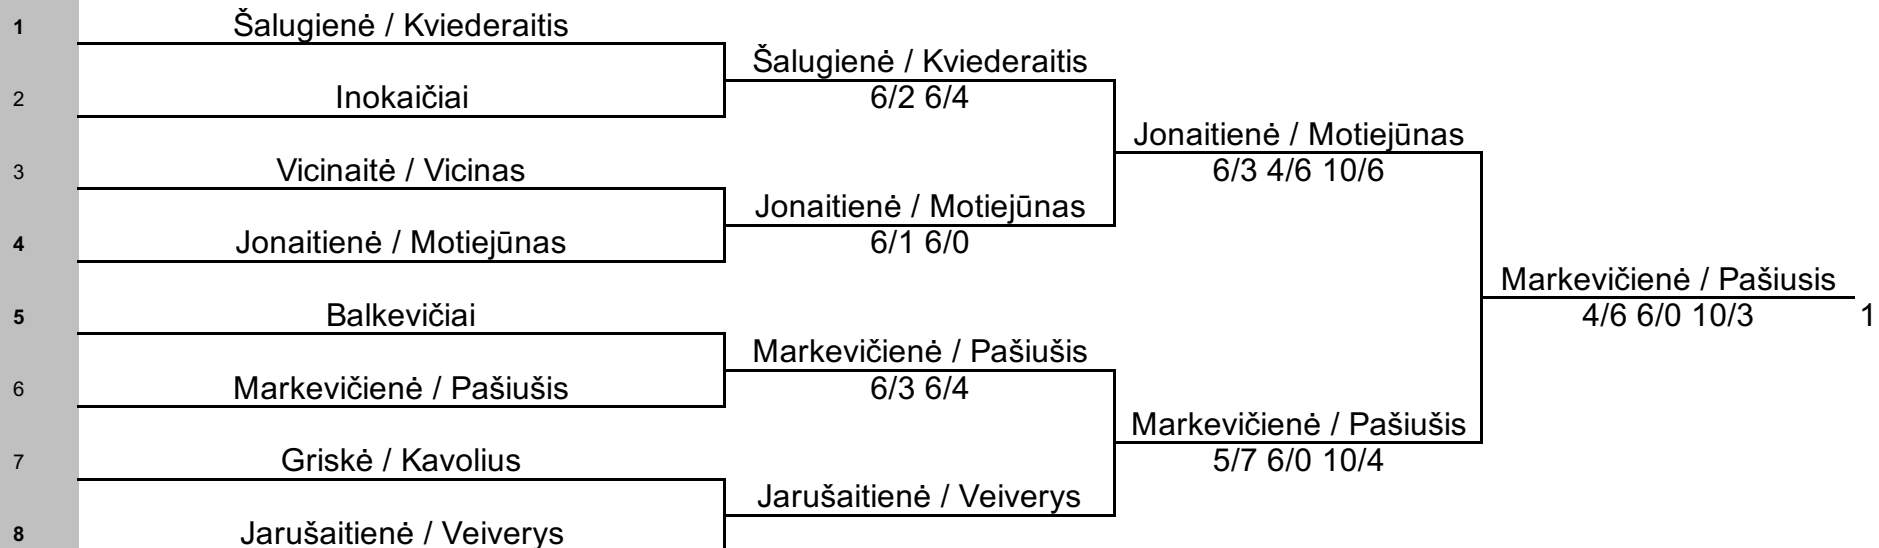 1 Šalugienė / Kviederaitis
Šalugienė / Kviederaitis
2 Inokaičiai 6/2 6/4
Jonaitienė / Motiejūnas
3 Vicinaitė / Vicinas 6/3 4/6 10/6
Jonaitienė / Motiejūnas
4 Jonaitienė / Motiejūnas 6/1 6/0
Markevičienė / Pašiusis
5 Balkevičiai 4/6 6/0 10/3 1
Markevičienė / Pašiušis
6 Markevičienė / Pašiušis 6/3 6/4
Markevičienė / Pašiušis
7 Griskė / Kavolius 5/7 6/0 10/4
Jarušaitienė / Veiverys
8 Jarušaitienė / Veiverys